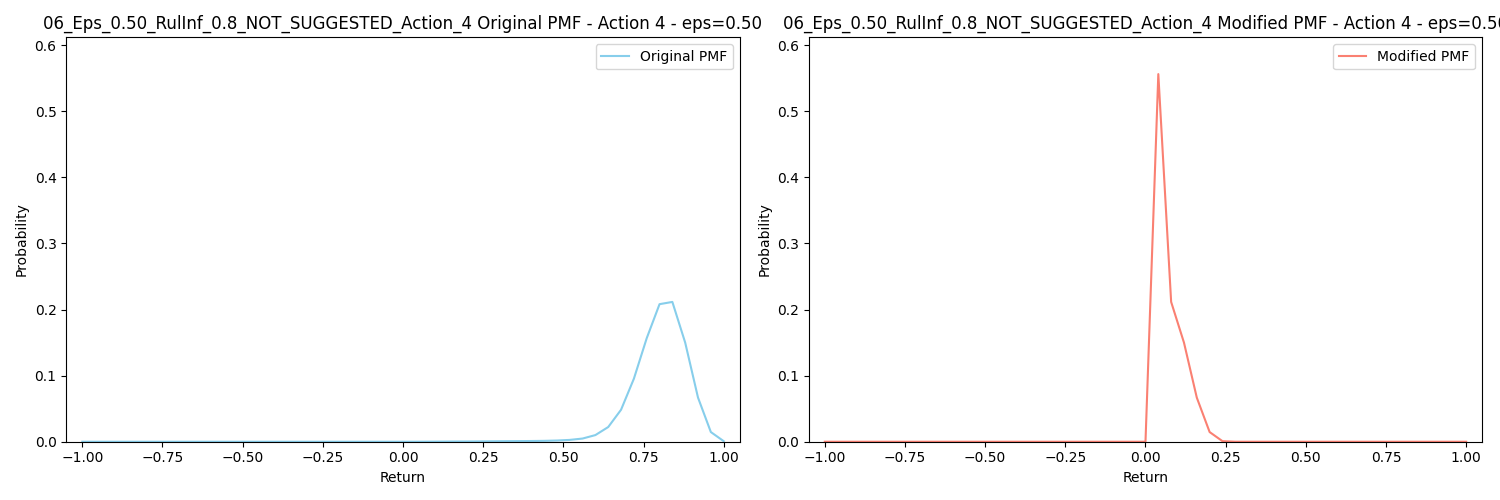 06_Eps_0.50_RulInf_0.8_NOT_SUGGESTED_Action_4 Original PMF - Action 4 - eps=0.50
Original PMF
0.6
0.5
0.4
0.3
0.2
0.1
0.0
Probability
−1.00 −0.75 −0.50 −0.25 0.00 0.25 0.50 0.75 1.00
Return
06_Eps_0.50_RulInf_0.8_NOT_SUGGESTED_Action_4 Modified PMF - Action 4 - eps=0.50
Modified PMF
0.6
0.5
0.4
0.3
0.2
0.1
0.0
Probability
−1.00 −0.75 −0.50 −0.25 0.00 0.25 0.50 0.75 1.00
Return